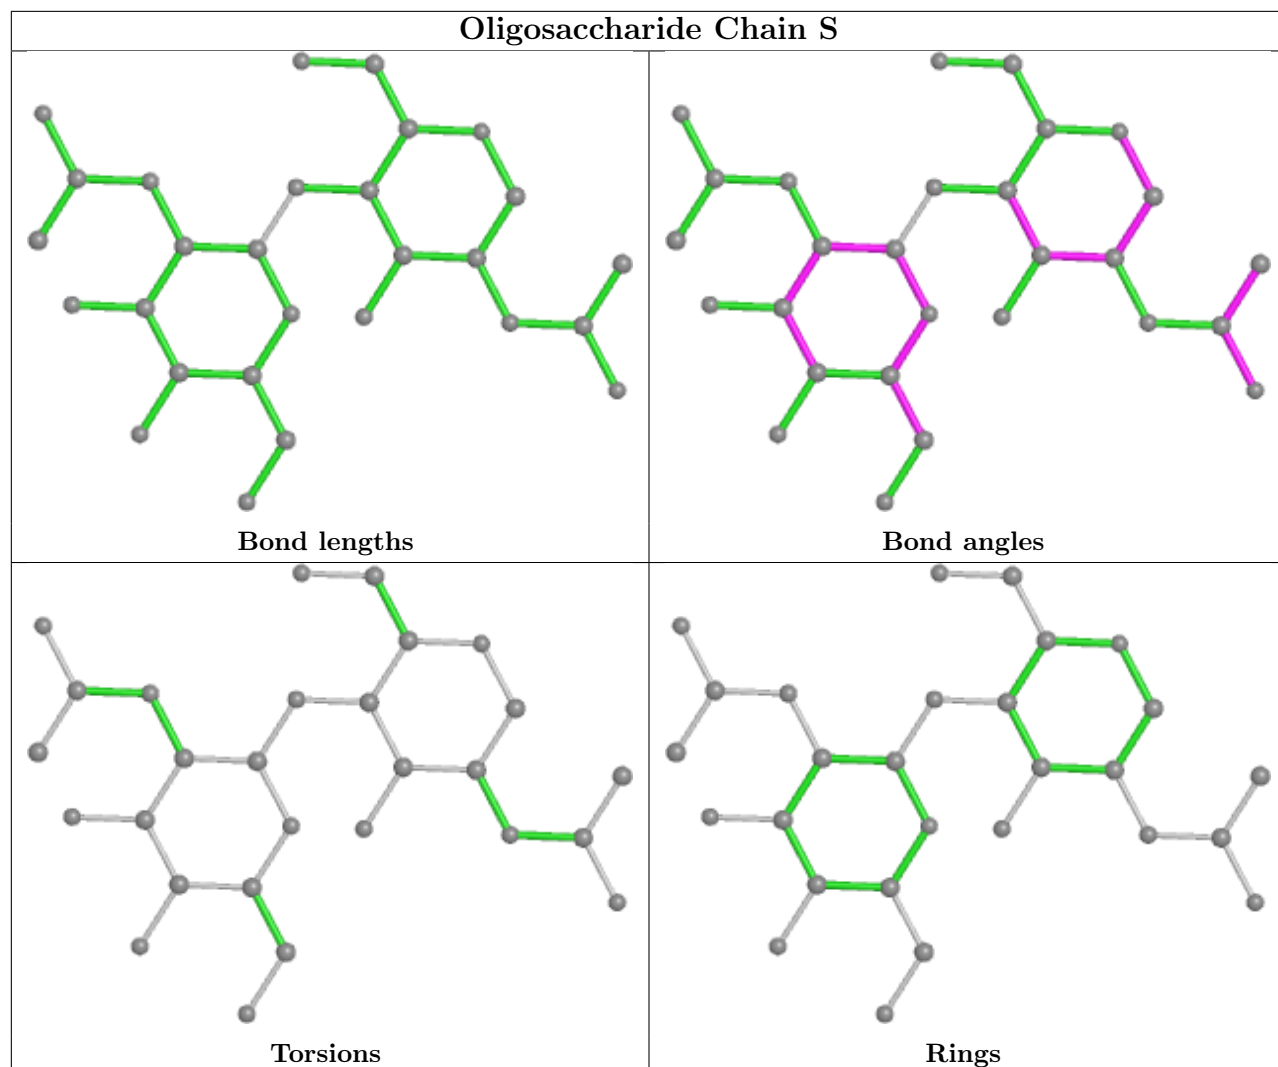 Oligosaccharide Chain S
Bond lengths
Bond angles
Torsions
Rings